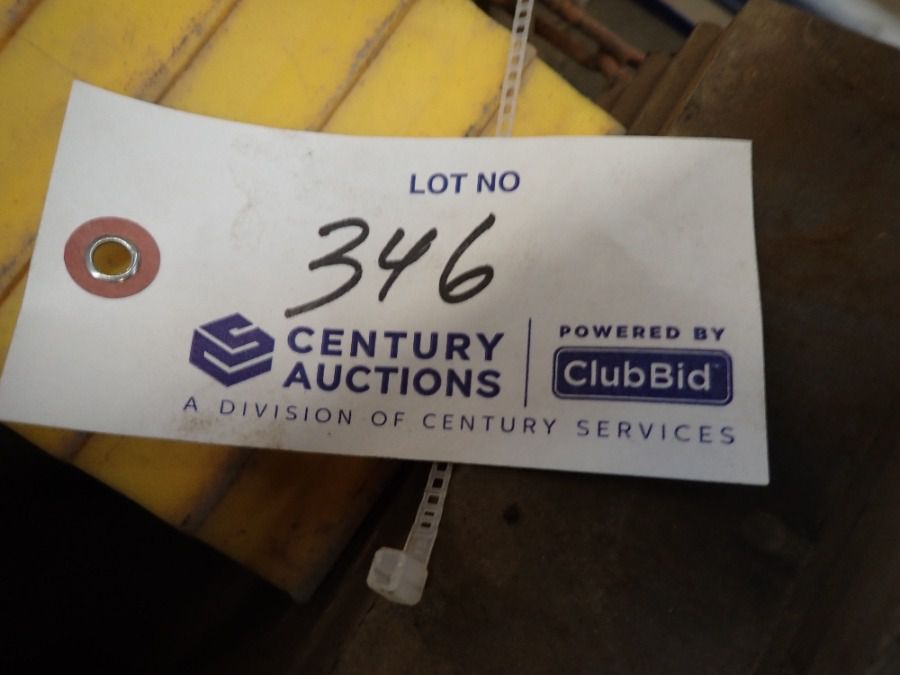 LOT NO
346
CENTURY
AUCTIONS
A DIVISION OF CENTURY SERVICES
POWERED BY
ClubBid